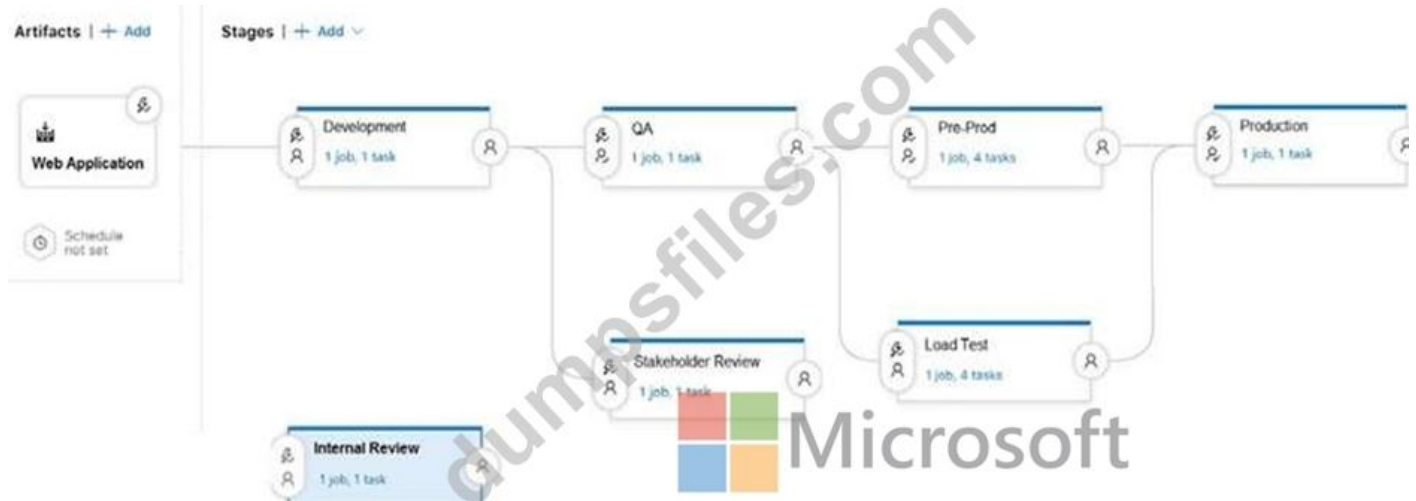 Artifacts | + Add
Stages | + Add
Web Application
Schedule
not set
Development
1 job, 1 task
QA
1 job, 1 task
Pre-Prod
1 job, 4 tasks
Production
1 job, 1 task
Stakeholder Review
1 job, 1 task
Load Test
1 job, 4 tasks
Internal Review
1 job, 1 task
dumpsfiles.com
Microsoft